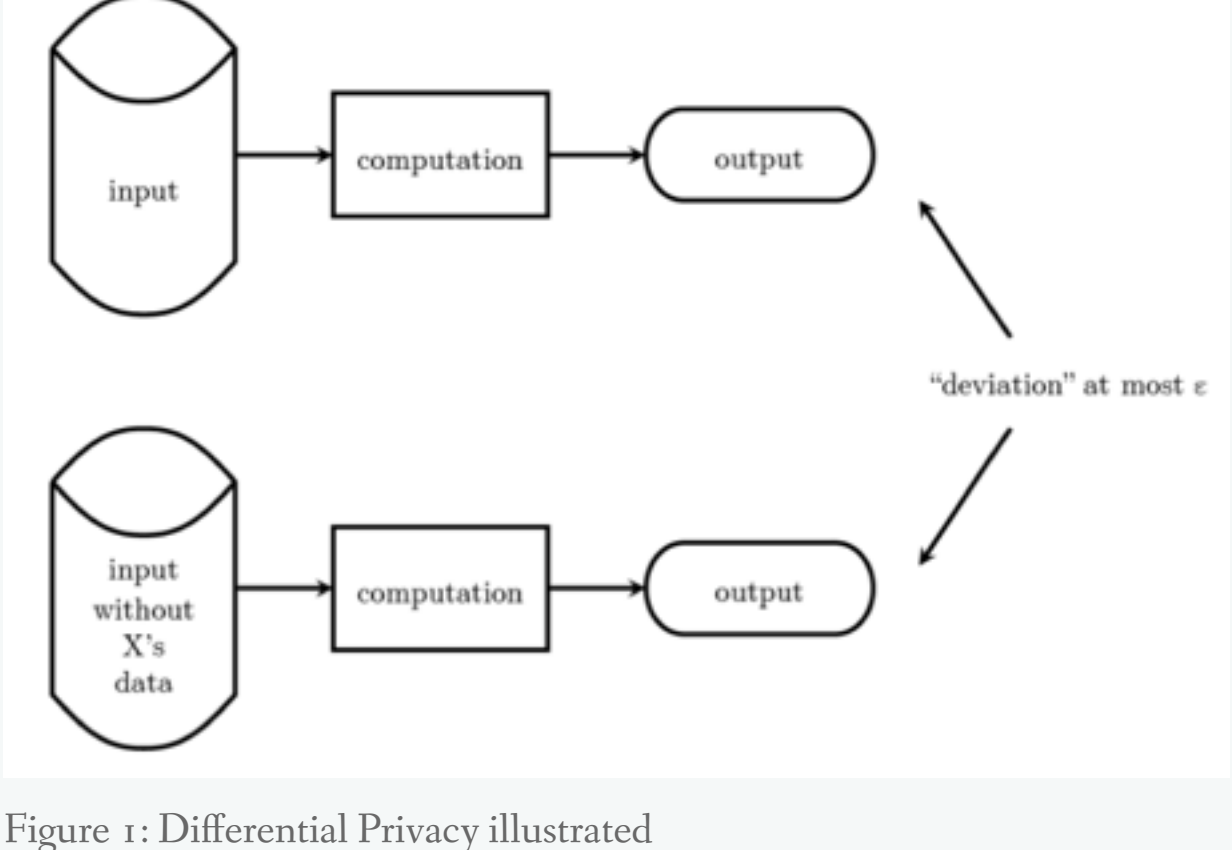 input
computation
output
“deviation” at most ε
input
without
X’s
data
computation
output
Figure 1: Differential Privacy illustrated